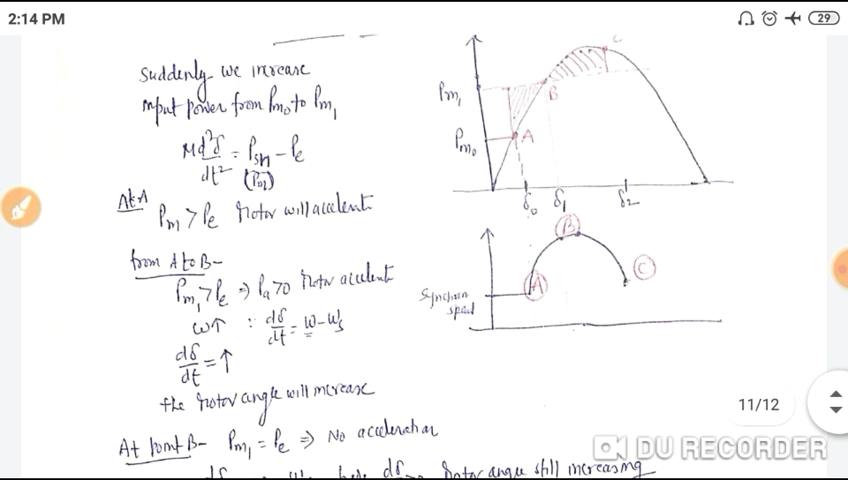 2:14 PM
29
Suddenly we increase
input power from Pm0 to Pm1
Md²δ/dt² = Psh − Pe
(Pm)
At A
Pm > Pe rotor will accelerate
from A to B−
Pm1 > Pe ⇒ Pa > 0 rotor accelerate
ω↑ ∵ dδ/dt = ω − ωs
dδ/dt = ↑
the rotor angle will increase
At point B− Pm1 = Pe ⇒ No acceleration
rotor angle still increasing
Pm1
Pm0
A
B
C
δ0 δ1 δ2
Synchron
speed
A
B
C
11/12
DU RECORDER